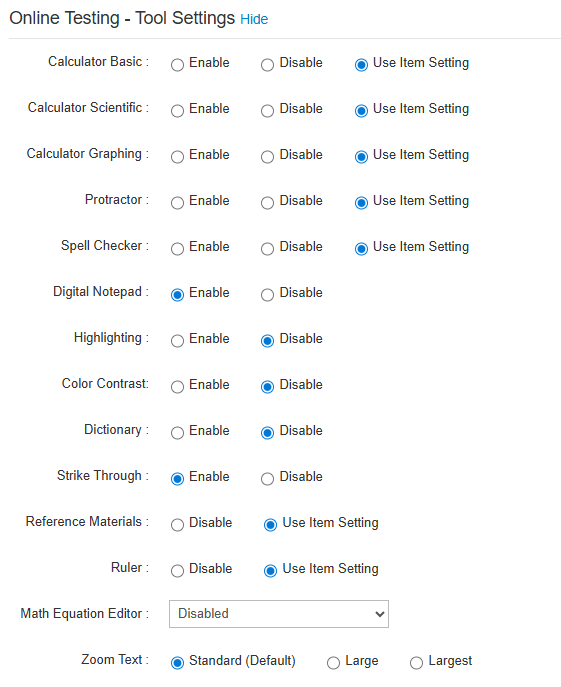 Online Testing - Tool Settings Hide
Calculator Basic : Enable Disable Use Item Setting
Calculator Scientific : Enable Disable Use Item Setting
Calculator Graphing : Enable Disable Use Item Setting
Protractor : Enable Disable Use Item Setting
Spell Checker : Enable Disable Use Item Setting
Digital Notepad : Enable Disable
Highlighting : Enable Disable
Color Contrast: Enable Disable
Dictionary : Enable Disable
Strike Through : Enable Disable
Reference Materials : Disable Use Item Setting
Ruler : Disable Use Item Setting
Math Equation Editor : Disabled
Zoom Text : Standard (Default) Large Largest